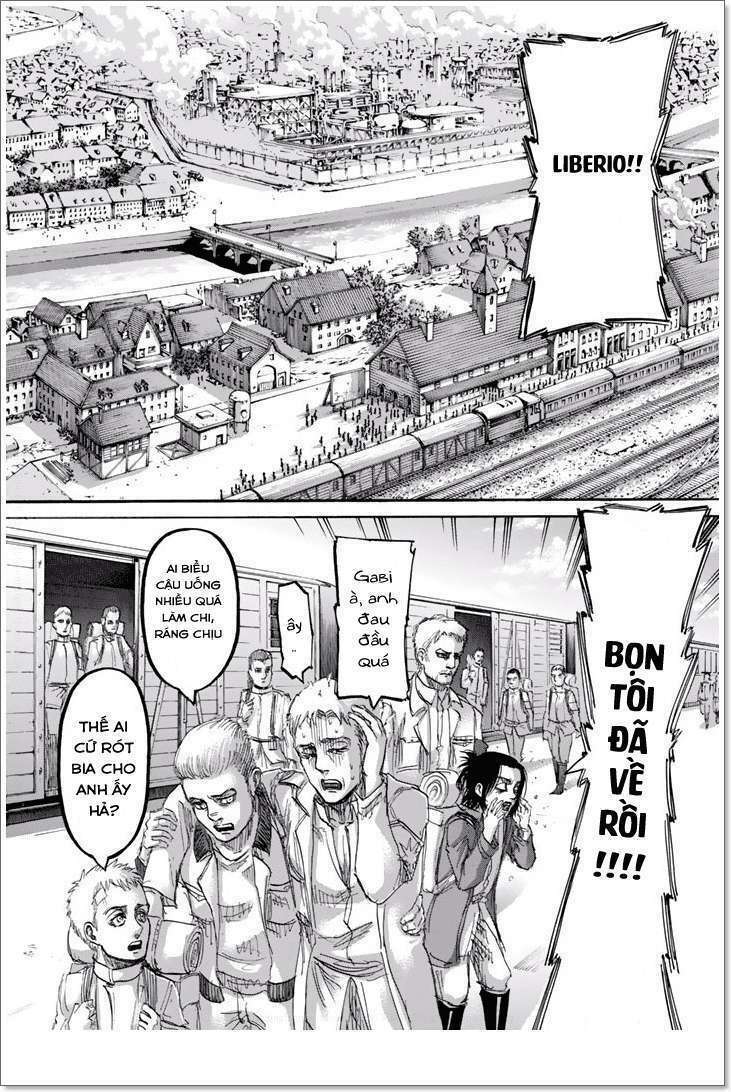 LIBERIO!!
BỌN
TÔI
ĐÃ
VỀ
RỒI
!!!!
Gabi
à, anh
đau
đầu
quá
ây
..
AI BIỂU
CẬU UỐNG
NHIỀU QUÁ
LÀM CHI,
RÁNG CHỊU
THẾ AI
CỨ RÓT
BIA CHO
ANH ẤY
HẢ?